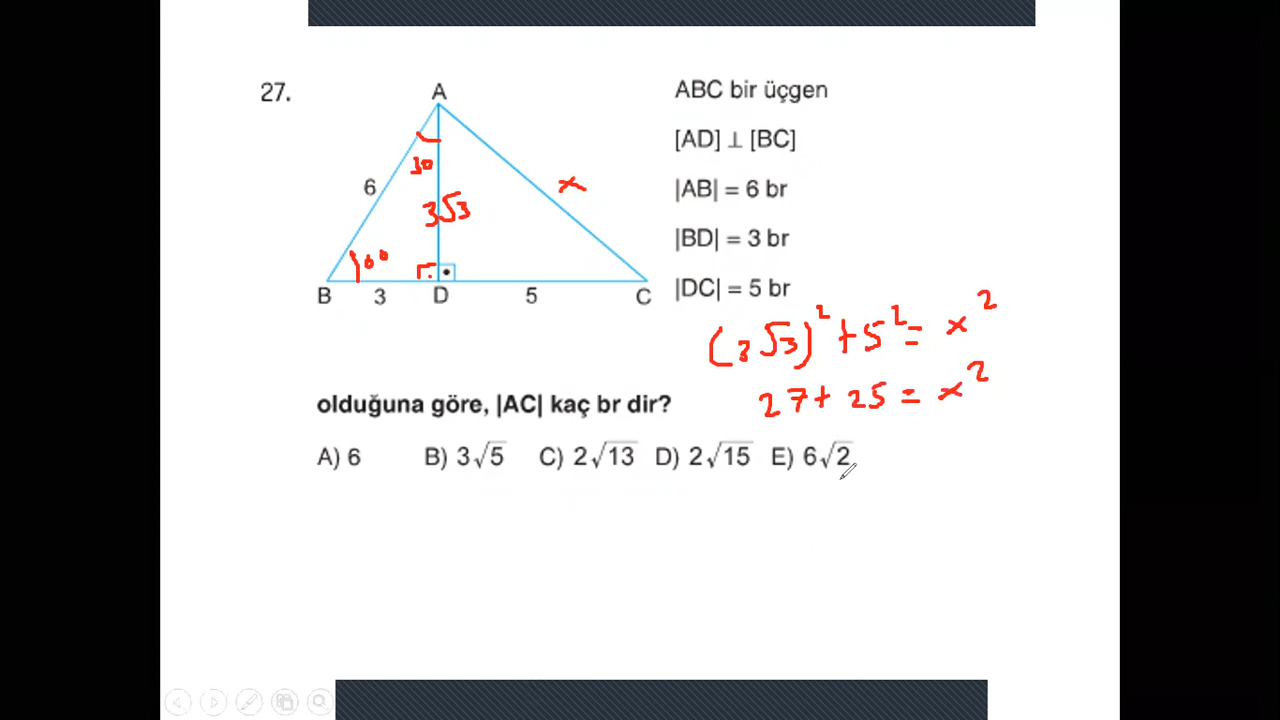 27.
A
ABC bir üçgen
[AD] ⊥ [BC]
30
6
x
|AB| = 6 br
3√3
|BD| = 3 br
60
B 3 D 5 C
|DC| = 5 br
(3√3)² + 5² = x²
27 + 25 = x²
olduğuna göre, |AC| kaç br dir?
A) 6 B) 3√5 C) 2√13 D) 2√15 E) 6√2